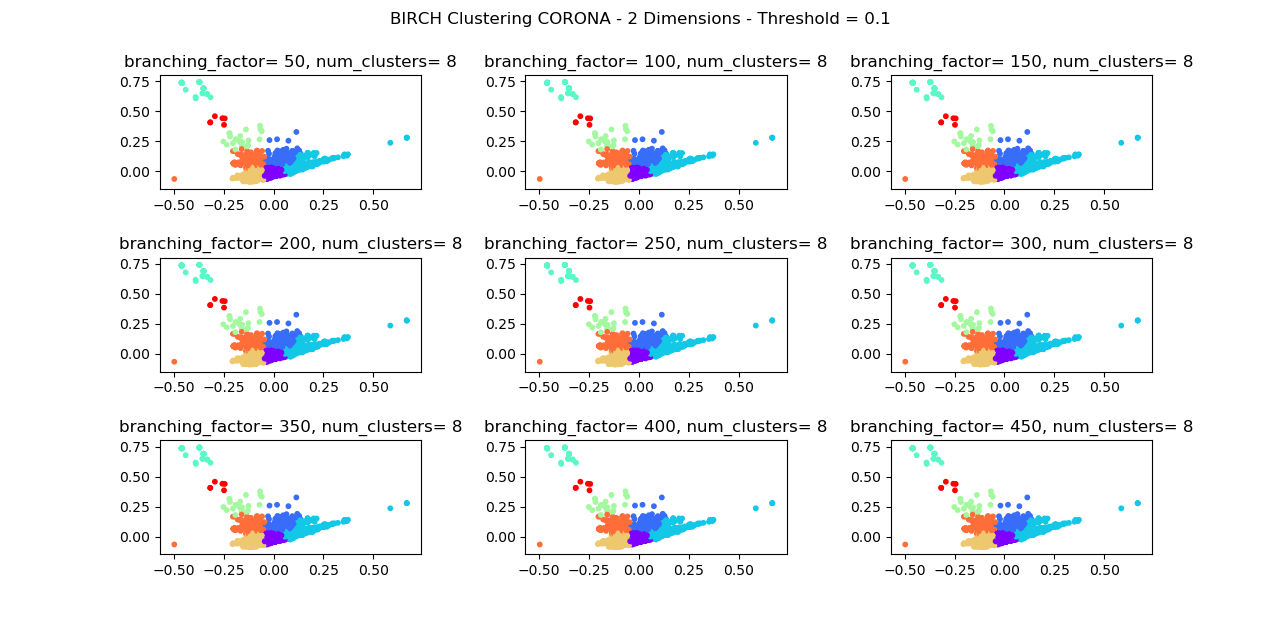 BIRCH Clustering CORONA - 2 Dimensions - Threshold = 0.1
branching_factor= 50, num_clusters= 8
0.75
0.50
0.25
0.00
−0.50 −0.25 0.00 0.25 0.50
branching_factor= 100, num_clusters= 8
0.75
0.50
0.25
0.00
−0.50 −0.25 0.00 0.25 0.50
branching_factor= 150, num_clusters= 8
0.75
0.50
0.25
0.00
−0.50 −0.25 0.00 0.25 0.50
branching_factor= 200, num_clusters= 8
0.75
0.50
0.25
0.00
−0.50 −0.25 0.00 0.25 0.50
branching_factor= 250, num_clusters= 8
0.75
0.50
0.25
0.00
−0.50 −0.25 0.00 0.25 0.50
branching_factor= 300, num_clusters= 8
0.75
0.50
0.25
0.00
−0.50 −0.25 0.00 0.25 0.50
branching_factor= 350, num_clusters= 8
0.75
0.50
0.25
0.00
−0.50 −0.25 0.00 0.25 0.50
branching_factor= 400, num_clusters= 8
0.75
0.50
0.25
0.00
−0.50 −0.25 0.00 0.25 0.50
branching_factor= 450, num_clusters= 8
0.75
0.50
0.25
0.00
−0.50 −0.25 0.00 0.25 0.50